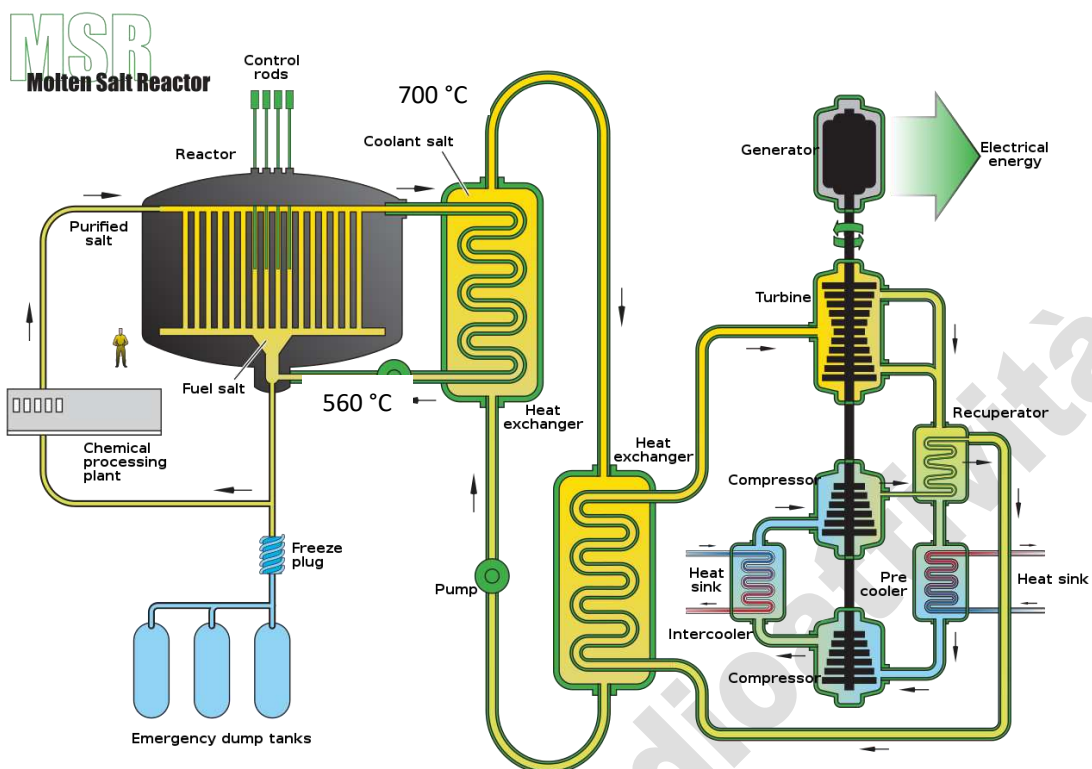 MSR
Molten Salt Reactor
Control
rods
700 °C
Coolant salt
Reactor
Generator
Electrical
energy
Purified
salt
Turbine
Fuel salt
560 °C
Heat
exchanger
Recuperator
Chemical
processing
plant
Heat
exchanger
Compressor
Freeze
plug
Pump
Heat
sink
Pre
cooler
Heat sink
Intercooler
Compressor
Emergency dump tanks
dioattività